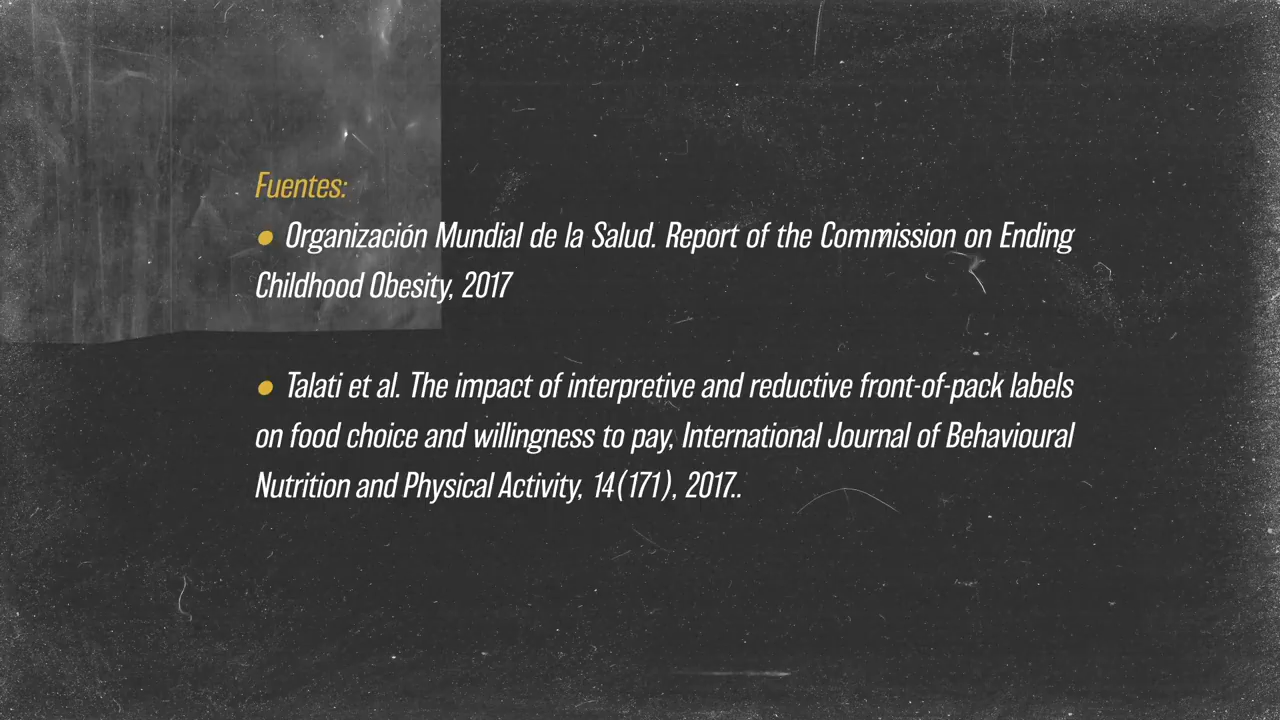 Fuentes:
● Organización Mundial de la Salud. Report of the Commission on Ending
Childhood Obesity, 2017
● Talati et al. The impact of interpretive and reductive front-of-pack labels
on food choice and willingness to pay, International Journal of Behavioural
Nutrition and Physical Activity, 14(171), 2017..